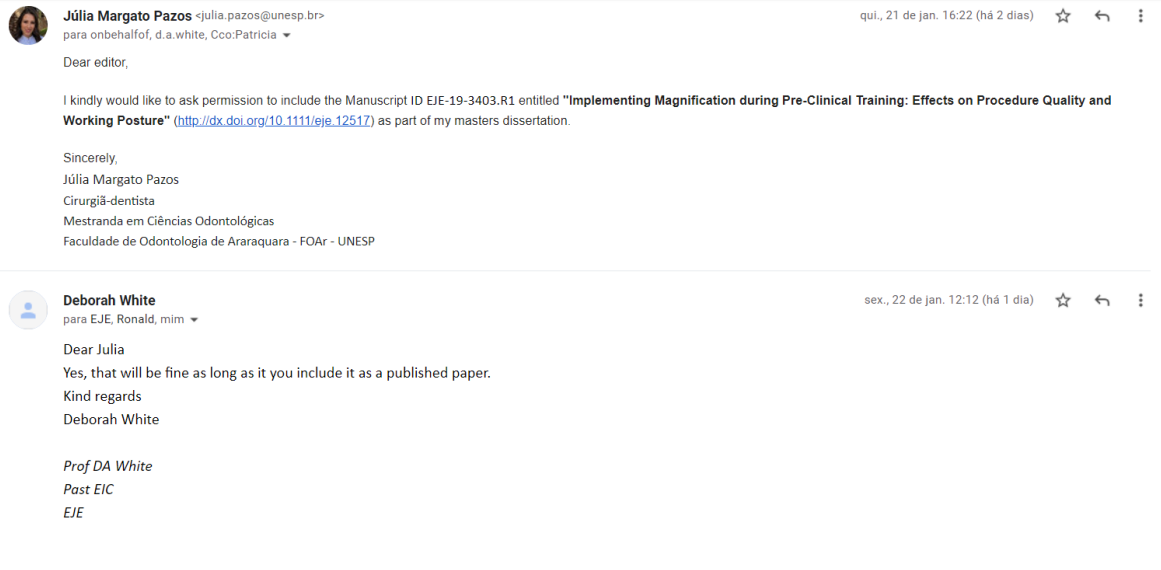 Júlia Margato Pazos <julia.pazos@unesp.br> qui., 21 de jan. 16:22 (há 2 dias)
para onbehalfof, d.a.white, Cco:Patricia
Dear editor,
I kindly would like to ask permission to include the Manuscript ID EJE-19-3403.R1 entitled "Implementing Magnification during Pre-Clinical Training: Effects on Procedure Quality and
Working Posture" (http://dx.doi.org/10.1111/eje.12517) as part of my masters dissertation.
Sincerely,
Júlia Margato Pazos
Cirurgiã-dentista
Mestranda em Ciências Odontológicas
Faculdade de Odontologia de Araraquara - FOAr - UNESP
Deborah White sex., 22 de jan. 12:12 (há 1 dia)
para EJE, Ronald, mim
Dear Julia
Yes, that will be fine as long as it you include it as a published paper.
Kind regards
Deborah White
Prof DA White
Past EIC
EJE